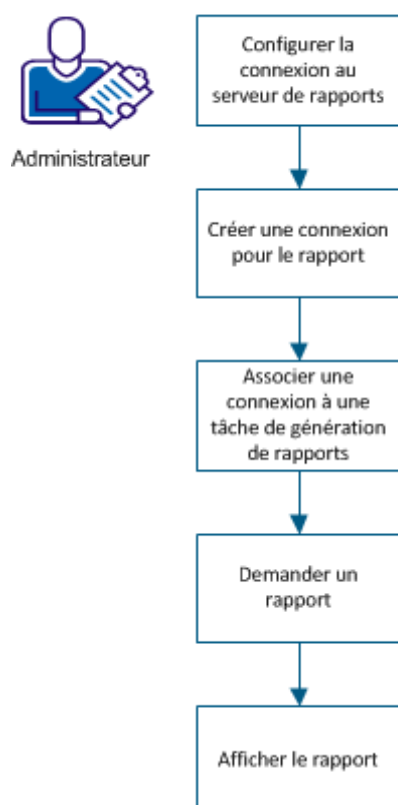 Administrateur
Configurer la
connexion au
serveur de rapports
Créer une connexion
pour le rapport
Associer une
connexion à une
tâche de génération
de rapports
Demander un
rapport
Afficher le rapport